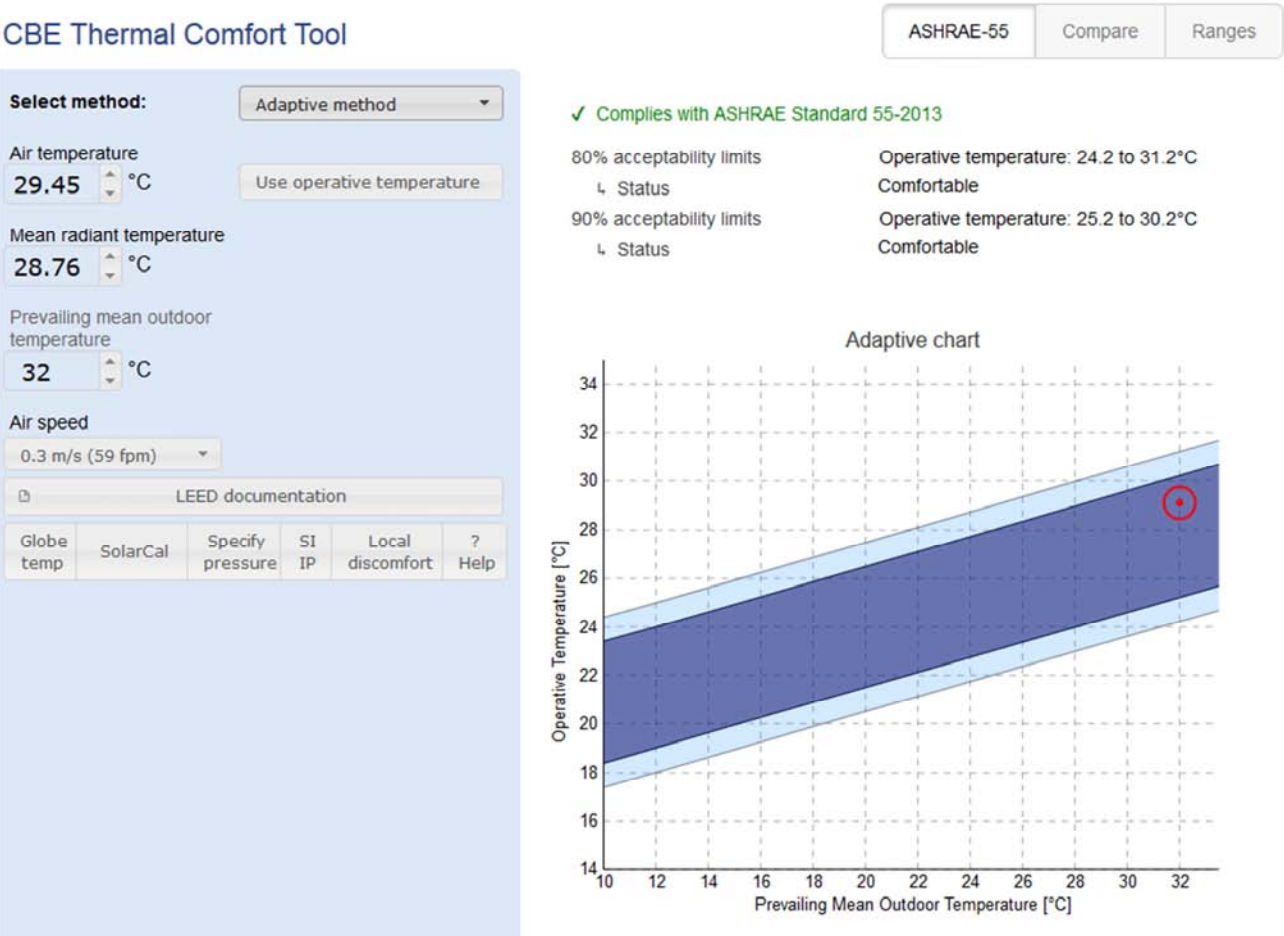 CBE Thermal Comfort Tool
ASHRAE-55 Compare Ranges
Select method: Adaptive method
Air temperature
29.45 °C Use operative temperature
Mean radiant temperature
28.76 °C
Prevailing mean outdoor
temperature
32 °C
Air speed
0.3 m/s (59 fpm)
LEED documentation
Globe
temp
SolarCal
Specify
pressure
SI
IP
Local
discomfort
?
Help
✓ Complies with ASHRAE Standard 55-2013
80% acceptability limits Operative temperature: 24.2 to 31.2°C
↳ Status Comfortable
90% acceptability limits Operative temperature: 25.2 to 30.2°C
↳ Status Comfortable
Adaptive chart
Operative Temperature [°C]
34
32
30
28
26
24
22
20
18
16
14
10 12 14 16 18 20 22 24 26 28 30 32
Prevailing Mean Outdoor Temperature [°C]